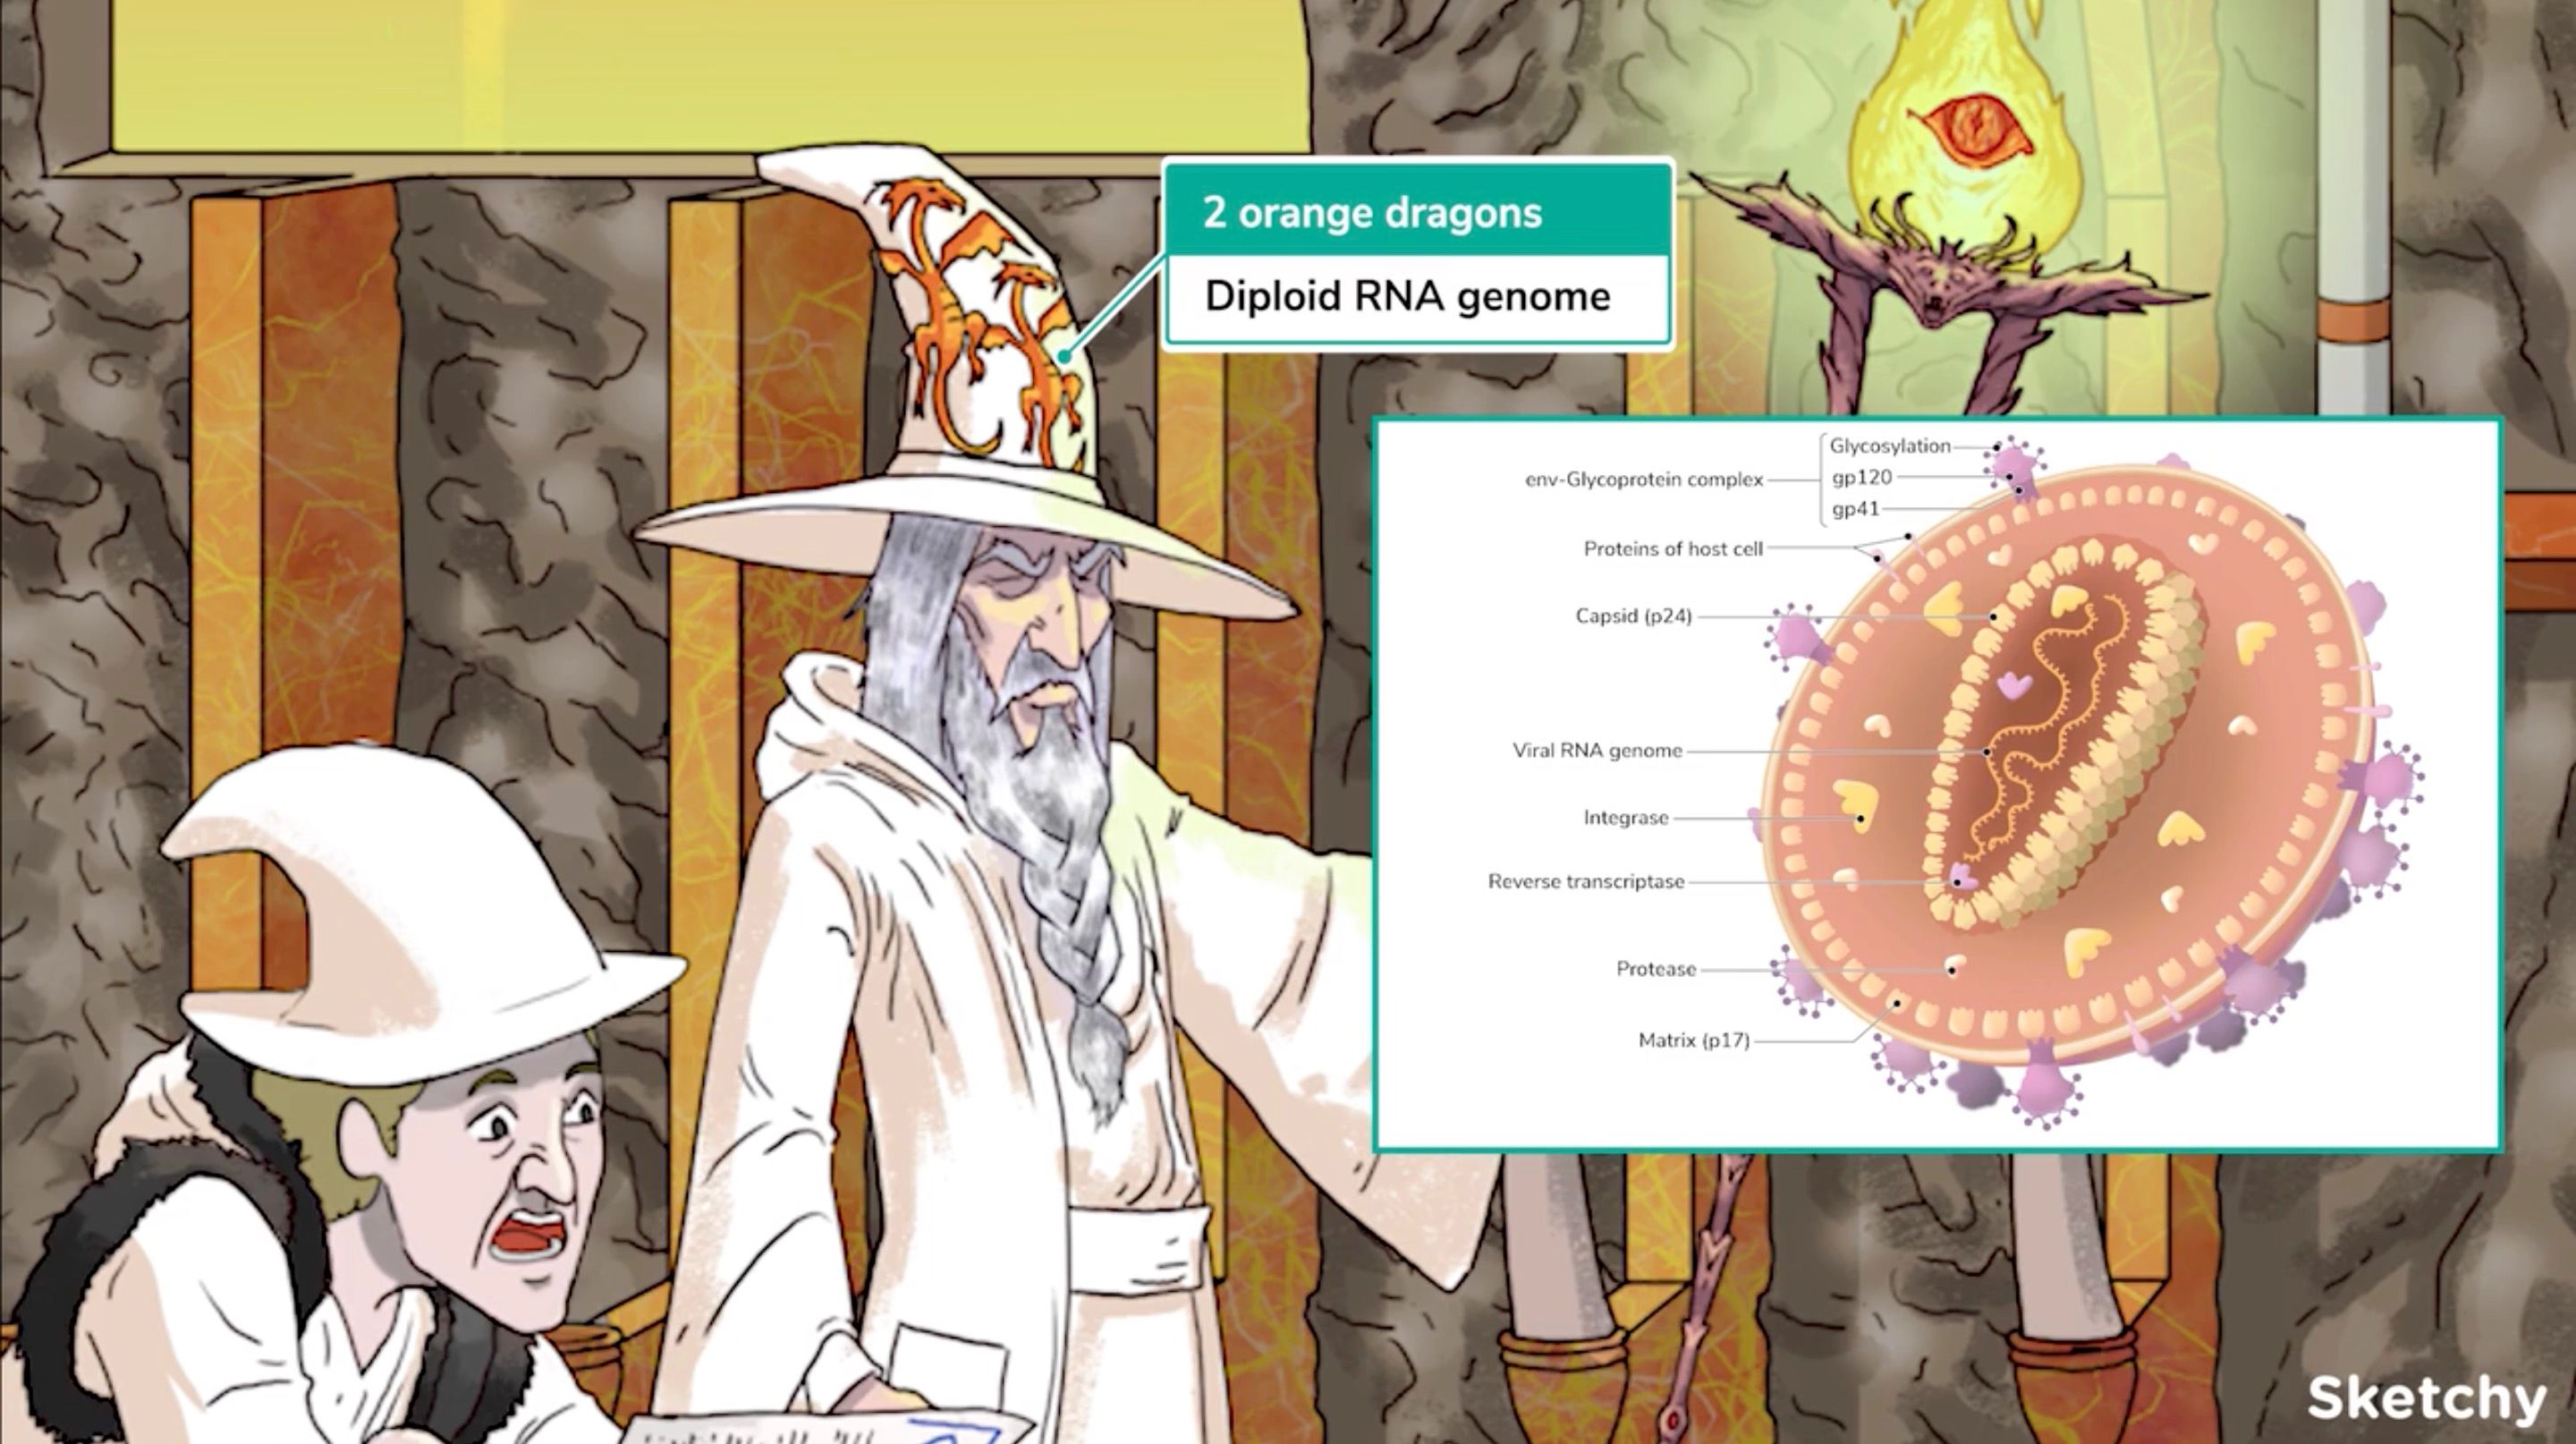 2 orange dragons
Diploid RNA genome
env-Glycoprotein complex
Glycosylation
gp120
gp41
Proteins of host cell
Capsid (p24)
Viral RNA genome
Integrase
Reverse transcriptase
Protease
Matrix (p17)
Sketchy